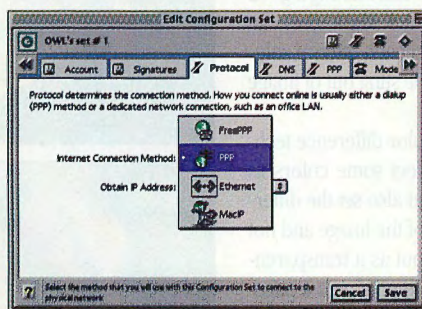 Edit Configuration Set
OWL's set # 1
Account
Signatures
Protocol
DNS
PPP
Mode
Protocol determines the connection method. How you connect online is usually either a dialup
(PPP) method or a dedicated network connection, such as an office LAN.
FreePPP
Internet Connection Method:
PPP
Obtain IP Address:
Ethernet
MacIP
Select the method that you will use with this Configuration Set to connect to the
physical network
Cancel
Save